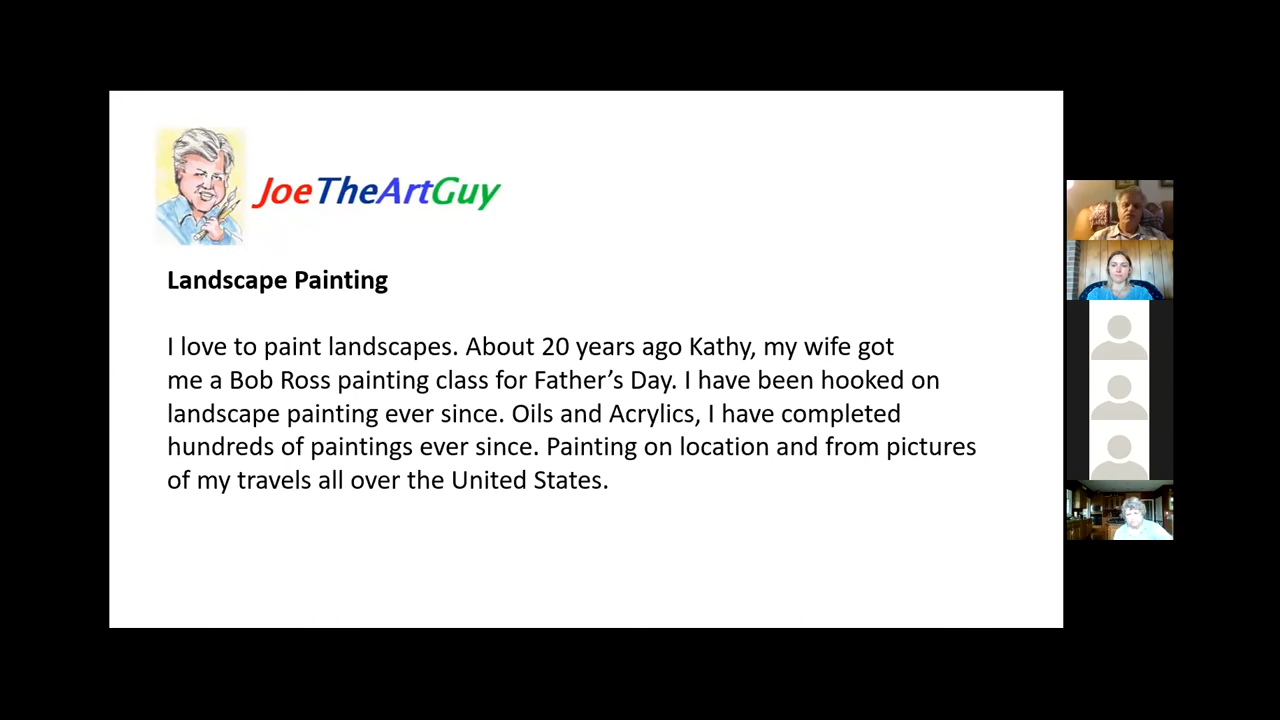 JoeTheArtGuy
Landscape Painting
I love to paint landscapes. About 20 years ago Kathy, my wife got
me a Bob Ross painting class for Father’s Day. I have been hooked on
landscape painting ever since. Oils and Acrylics, I have completed
hundreds of paintings ever since. Painting on location and from pictures
of my travels all over the United States.